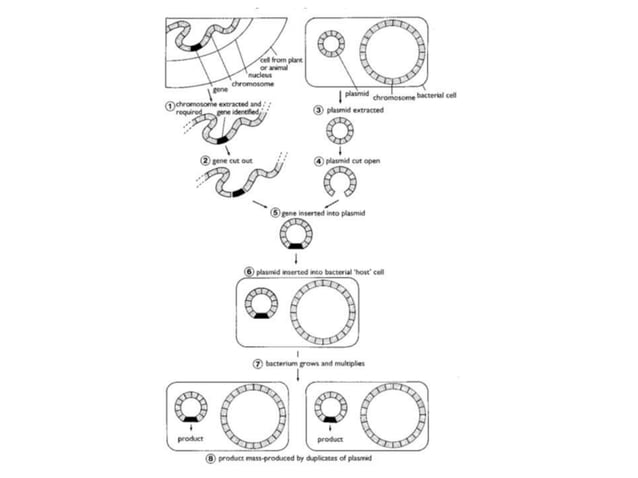 cell from plant
or animal
nucleus
chromosome
gene
plasmid
chromosome
bacterial cell
① chromosome extracted and
required gene identified
③ plasmid extracted
② gene cut out
④ plasmid cut open
⑤ gene inserted into plasmid
⑥ plasmid inserted into bacterial 'host' cell
⑦ bacterium grows and multiplies
product
product
⑧ product mass-produced by duplicates of plasmid